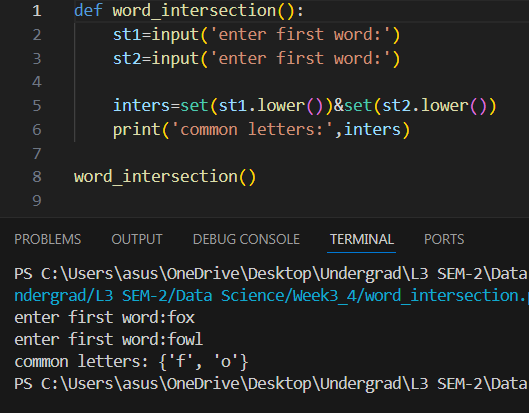 1 def word_intersection():
2     st1=input('enter first word:')
3     st2=input('enter first word:')
4
5     inters=set(st1.lower())&set(st2.lower())
6     print('common letters:',inters)
7
8 word_intersection()
9
PROBLEMS OUTPUT DEBUG CONSOLE TERMINAL PORTS
PS C:\Users\asus\OneDrive\Desktop\Undergrad\L3 SEM-2\Data
ndergrad/L3 SEM-2/Data Science/Week3_4/word_intersection.
enter first word:fox
enter first word:fowl
common letters: {'f', 'o'}
PS C:\Users\asus\OneDrive\Desktop\Undergrad\L3 SEM-2\Data